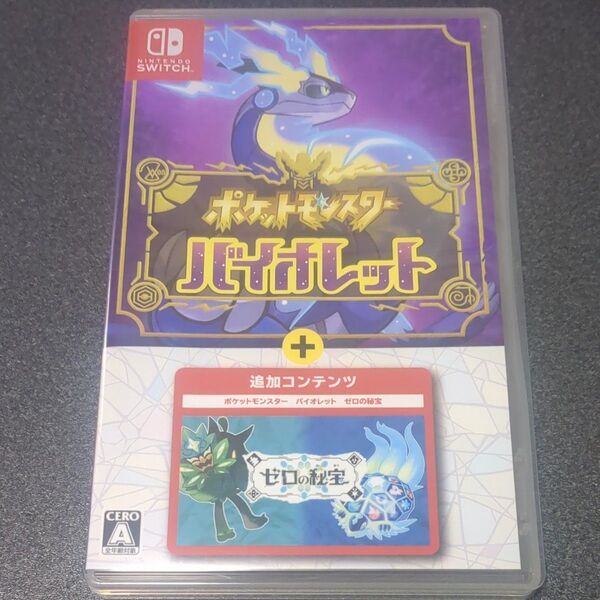 NINTENDO
SWITCH™
ポケットモンスター
バイオレット
+
追加コンテンツ
ポケットモンスター バイオレット ゼロの秘宝
ゼロの秘宝
CERO
A
全年齢対象